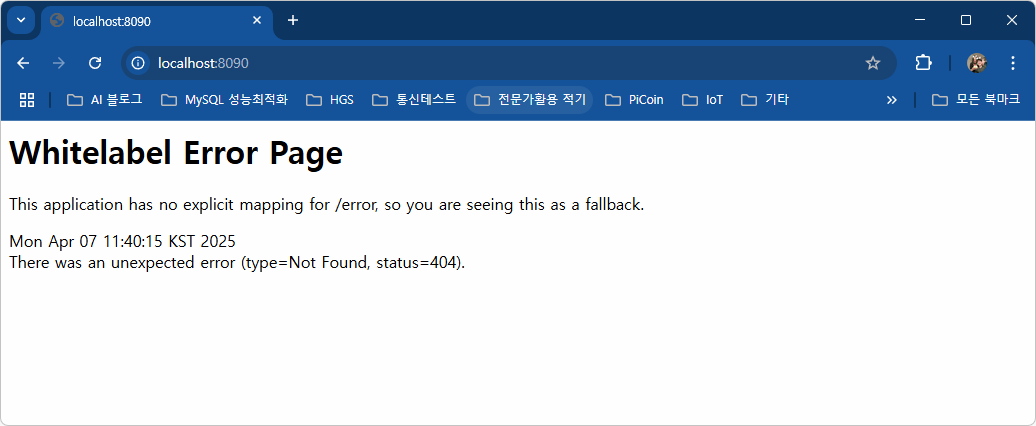 localhost:8090
localhost:8090
AI 블로그 MySQL 성능최적화 HGS 통신테스트 전문가활용 적기 PiCoin IoT 기타 모든 북마크
Whitelabel Error Page
This application has no explicit mapping for /error, so you are seeing this as a fallback.
Mon Apr 07 11:40:15 KST 2025
There was an unexpected error (type=Not Found, status=404).